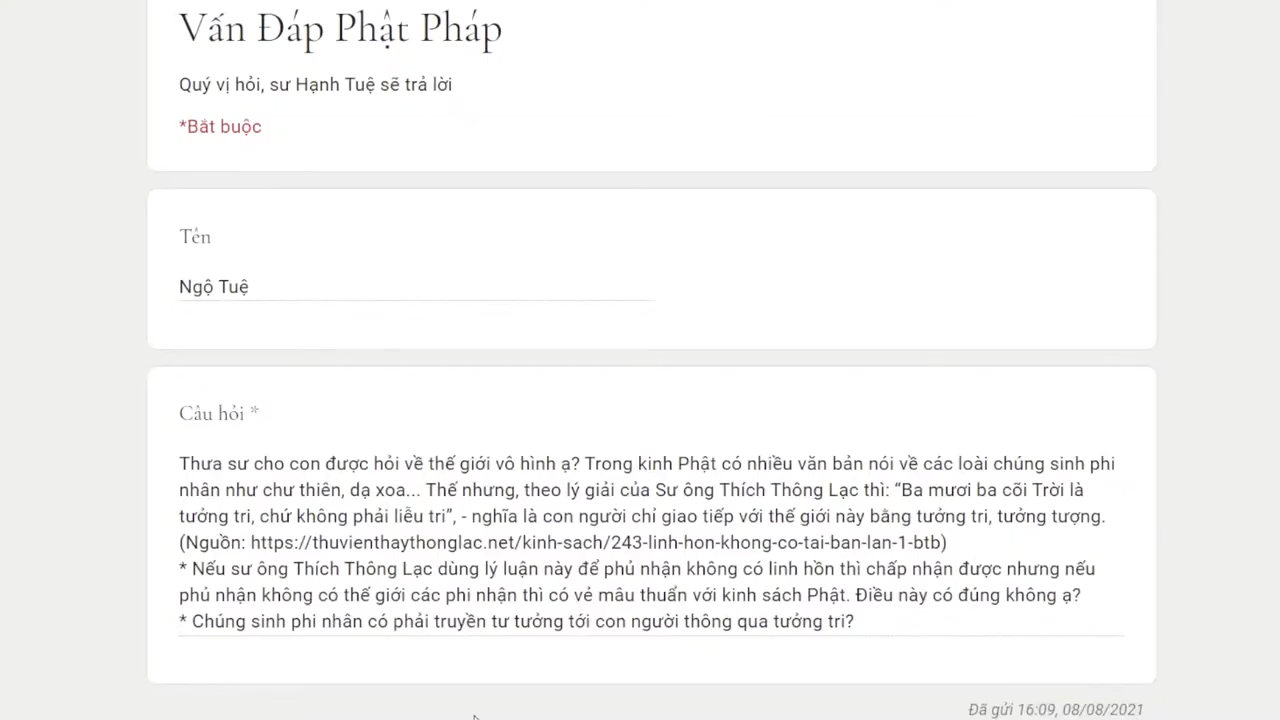 Vấn Đáp Phật Pháp
Quý vị hỏi, sư Hạnh Tuệ sẽ trả lời
*Bắt buộc
Tên
Ngộ Tuệ
Câu hỏi *
Thưa sư cho con được hỏi về thế giới vô hình ạ? Trong kinh Phật có nhiều văn bản nói về các loài chúng sinh phi
nhân như chư thiên, dạ xoa... Thế nhưng, theo lý giải của Sư ông Thích Thông Lạc thì: “Ba mươi ba cõi Trời là
tưởng tri, chứ không phải liễu tri”, - nghĩa là con người chỉ giao tiếp với thế giới này bằng tưởng tri, tưởng tượng.
(Nguồn: https://thuvienthaythonglac.net/kinh-sach/243-linh-hon-khong-co-tai-ban-lan-1-btb)
* Nếu sư ông Thích Thông Lạc dùng lý luận này để phủ nhận không có linh hồn thì chấp nhận được nhưng nếu
phủ nhận không có thế giới các phi nhận thì có vẻ mâu thuẩn với kinh sách Phật. Điều này có đúng không ạ?
* Chúng sinh phi nhân có phải truyền tư tưởng tới con người thông qua tưởng tri?
Đã gửi 16:09, 08/08/2021